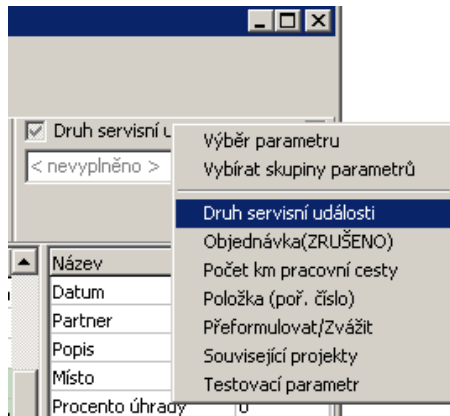 Druh servisní u
< nevyplněno >
Výběr parametru
Vybírat skupiny parametrů
Druh servisní události
Objednávka(ZRUŠENO)
Počet km pracovní cesty
Položka (poř. číslo)
Přeformulovat/Zvážit
Související projekty
Testovací parametr
Název
Datum
Partner
Popis
Místo
Procento úhrady 0